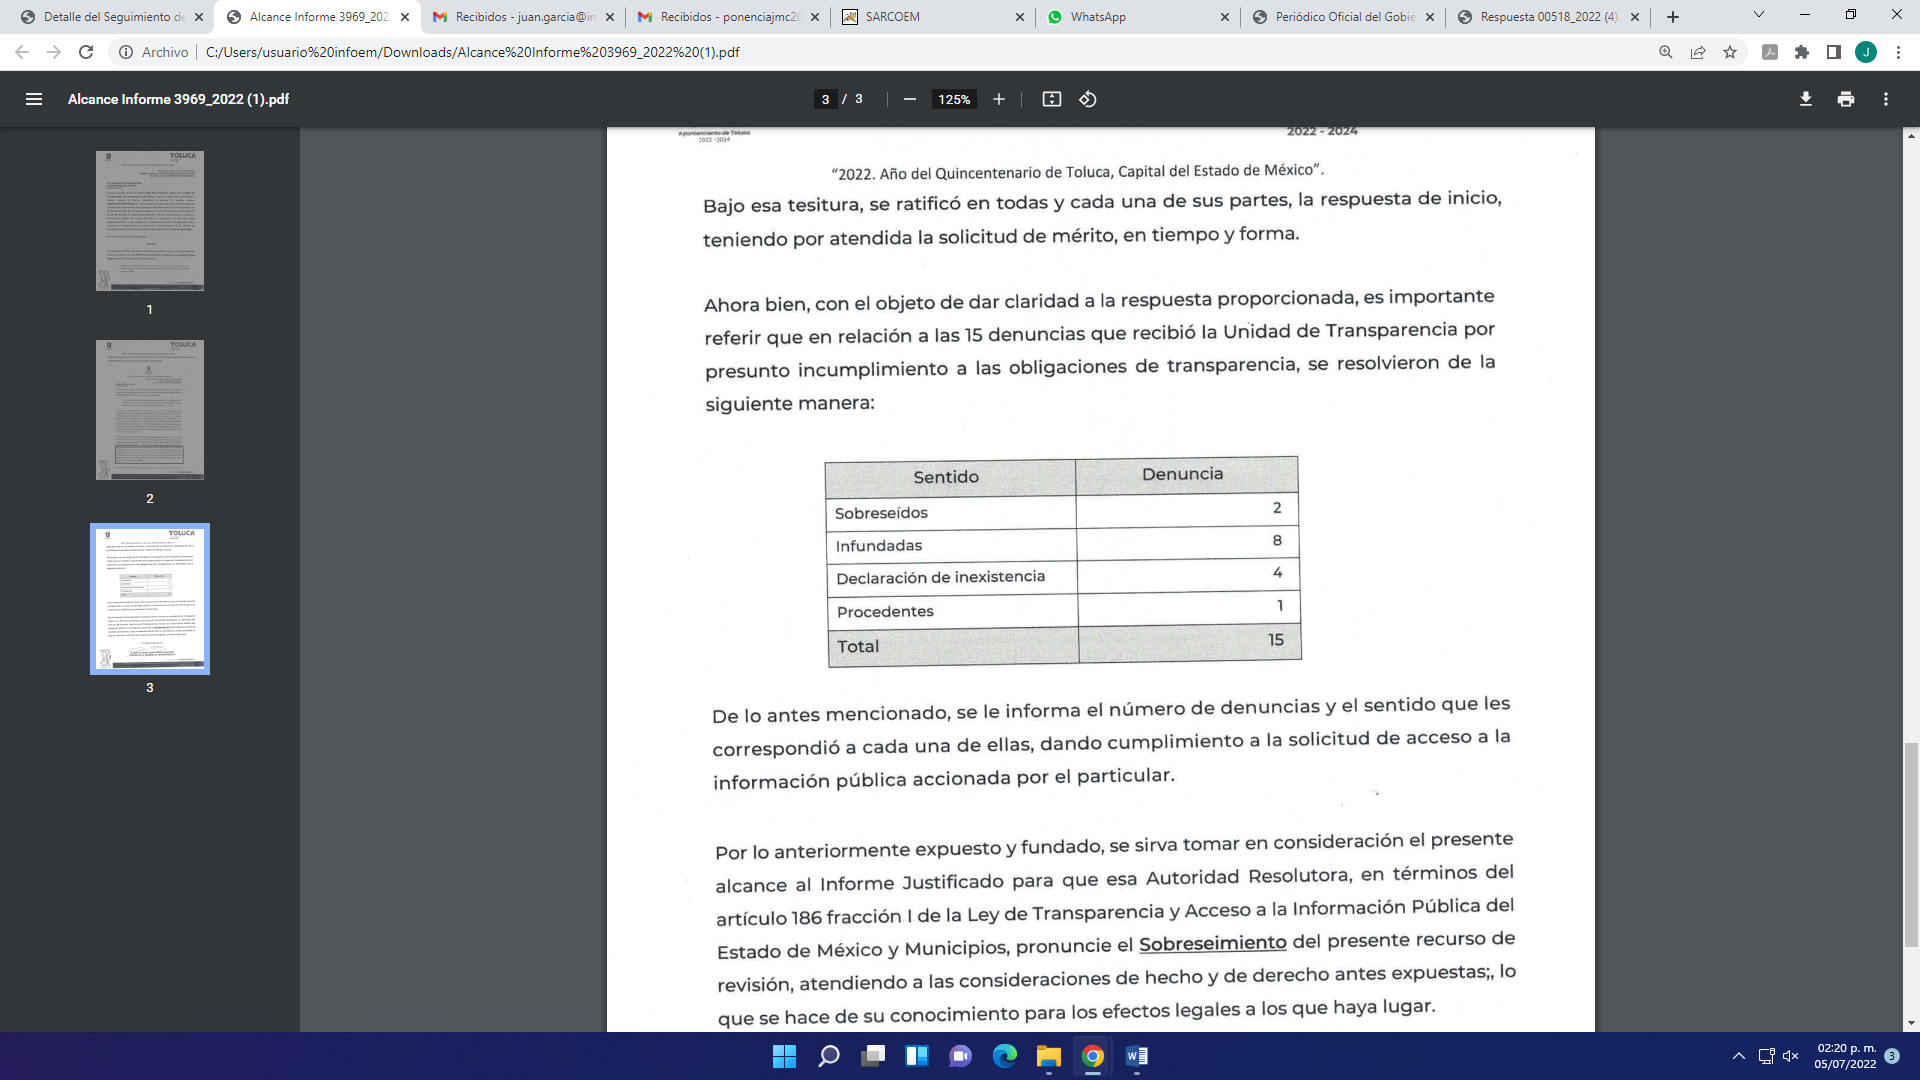 Detalle del Seguimiento de
Alcance Informe 3969_202
Recibidos - juan.garcia@in
Recibidos - ponenciajmc20
SARCOEM
WhatsApp
Periódico Oficial del Gobie
Respuesta 00518_2022 (4).
Archivo
C:/Users/usuario%20infoem/Downloads/Alcance%20Informe%203969_2022%20(1).pdf
J
Alcance Informe 3969_2022 (1).pdf
3 / 3
125%
TOLUCA
1
TOLUCA
2
TOLUCA
3
Ayuntamiento de Toluca
2022 - 2024
2022 - 2024
“2022. Año del Quincentenario de Toluca, Capital del Estado de México”.
Bajo esa tesitura, se ratificó en todas y cada una de sus partes, la respuesta de inicio,
teniendo por atendida la solicitud de mérito, en tiempo y forma.
Ahora bien, con el objeto de dar claridad a la respuesta proporcionada, es importante
referir que en relación a las 15 denuncias que recibió la Unidad de Transparencia por
presunto incumplimiento a las obligaciones de transparencia, se resolvieron de la
siguiente manera:
Sentido Denuncia
Sobreseídos 2
Infundadas 8
Declaración de inexistencia 4
Procedentes 1
Total 15
De lo antes mencionado, se le informa el número de denuncias y el sentido que les
correspondió a cada una de ellas, dando cumplimiento a la solicitud de acceso a la
información pública accionada por el particular.
Por lo anteriormente expuesto y fundado, se sirva tomar en consideración el presente
alcance al Informe Justificado para que esa Autoridad Resolutora, en términos del
artículo 186 fracción I de la Ley de Transparencia y Acceso a la Información Pública del
Estado de México y Municipios, pronuncie el Sobreseimiento del presente recurso de
revisión, atendiendo a las consideraciones de hecho y de derecho antes expuestas;, lo
que se hace de su conocimiento para los efectos legales a los que haya lugar.
02:20 p. m.
05/07/2022
3